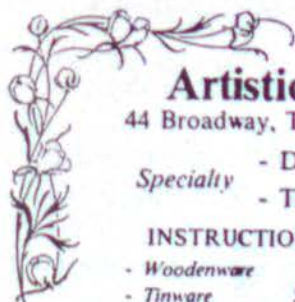 Artistic
44 Broadway, T
Specialty
- D
- T
INSTRUCTIO
- Woodenware
- Tinware